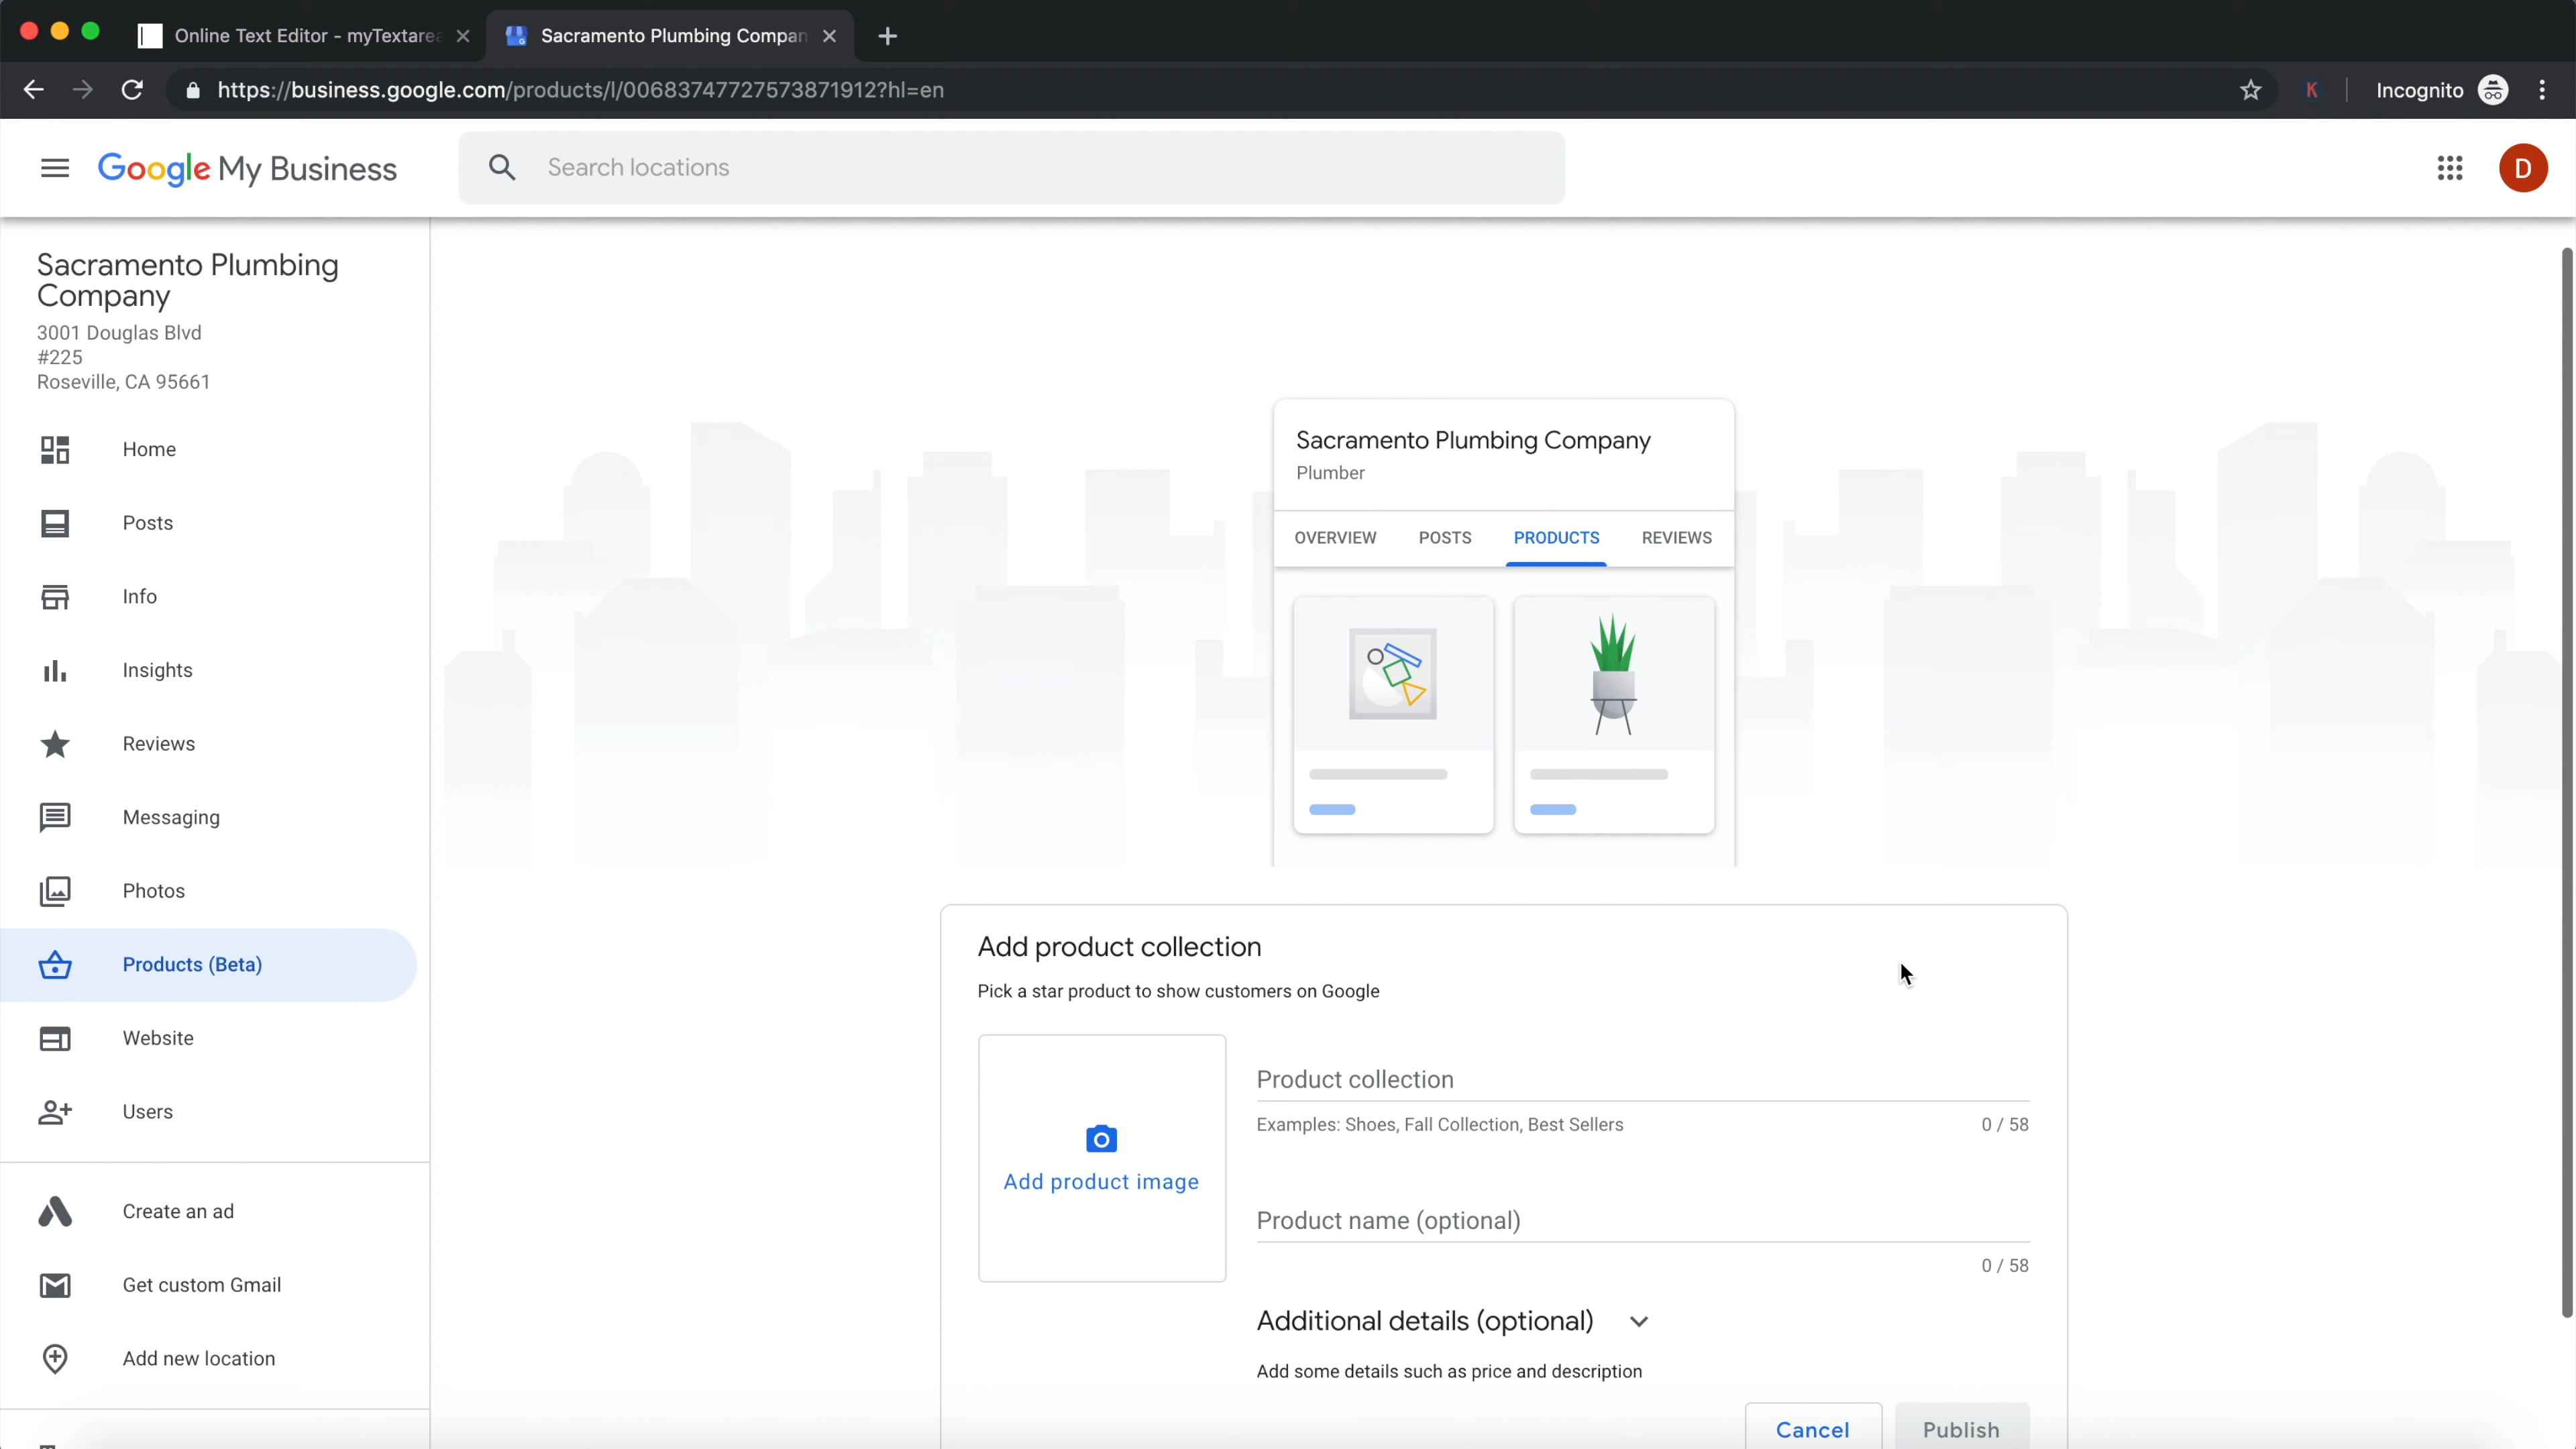 Online Text Editor - myTextarea
Sacramento Plumbing Compan
https://business.google.com/products/l/00683747727573871912?hl=en
K
Incognito
Google My Business
Search locations
D
Sacramento Plumbing
Company
3001 Douglas Blvd
#225
Roseville, CA 95661
Home
Posts
Info
Insights
Reviews
Messaging
Photos
Products (Beta)
Website
Users
Create an ad
Get custom Gmail
Add new location
Sacramento Plumbing Company
Plumber
OVERVIEW POSTS PRODUCTS REVIEWS
Add product collection
Pick a star product to show customers on Google
Add product image
Product collection
Examples: Shoes, Fall Collection, Best Sellers 0 / 58
Product name (optional)
0 / 58
Additional details (optional)
Add some details such as price and description
Cancel Publish